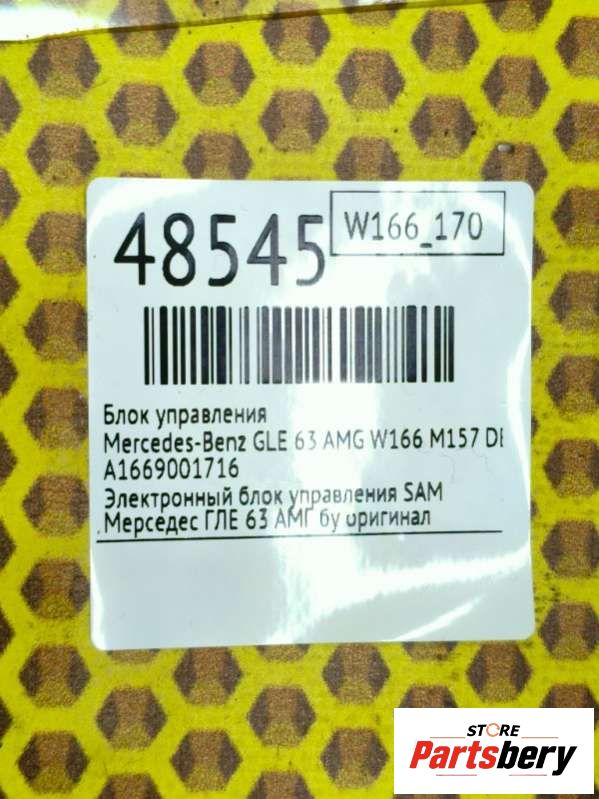 48545
W166_170
Блок управления
Mercedes-Benz GLE 63 AMG W166 M157 DE
A1669001716
Электронный блок управления SAM
Мерседес ГЛЕ 63 АМГ бу оригинал
STORE
Partsbery